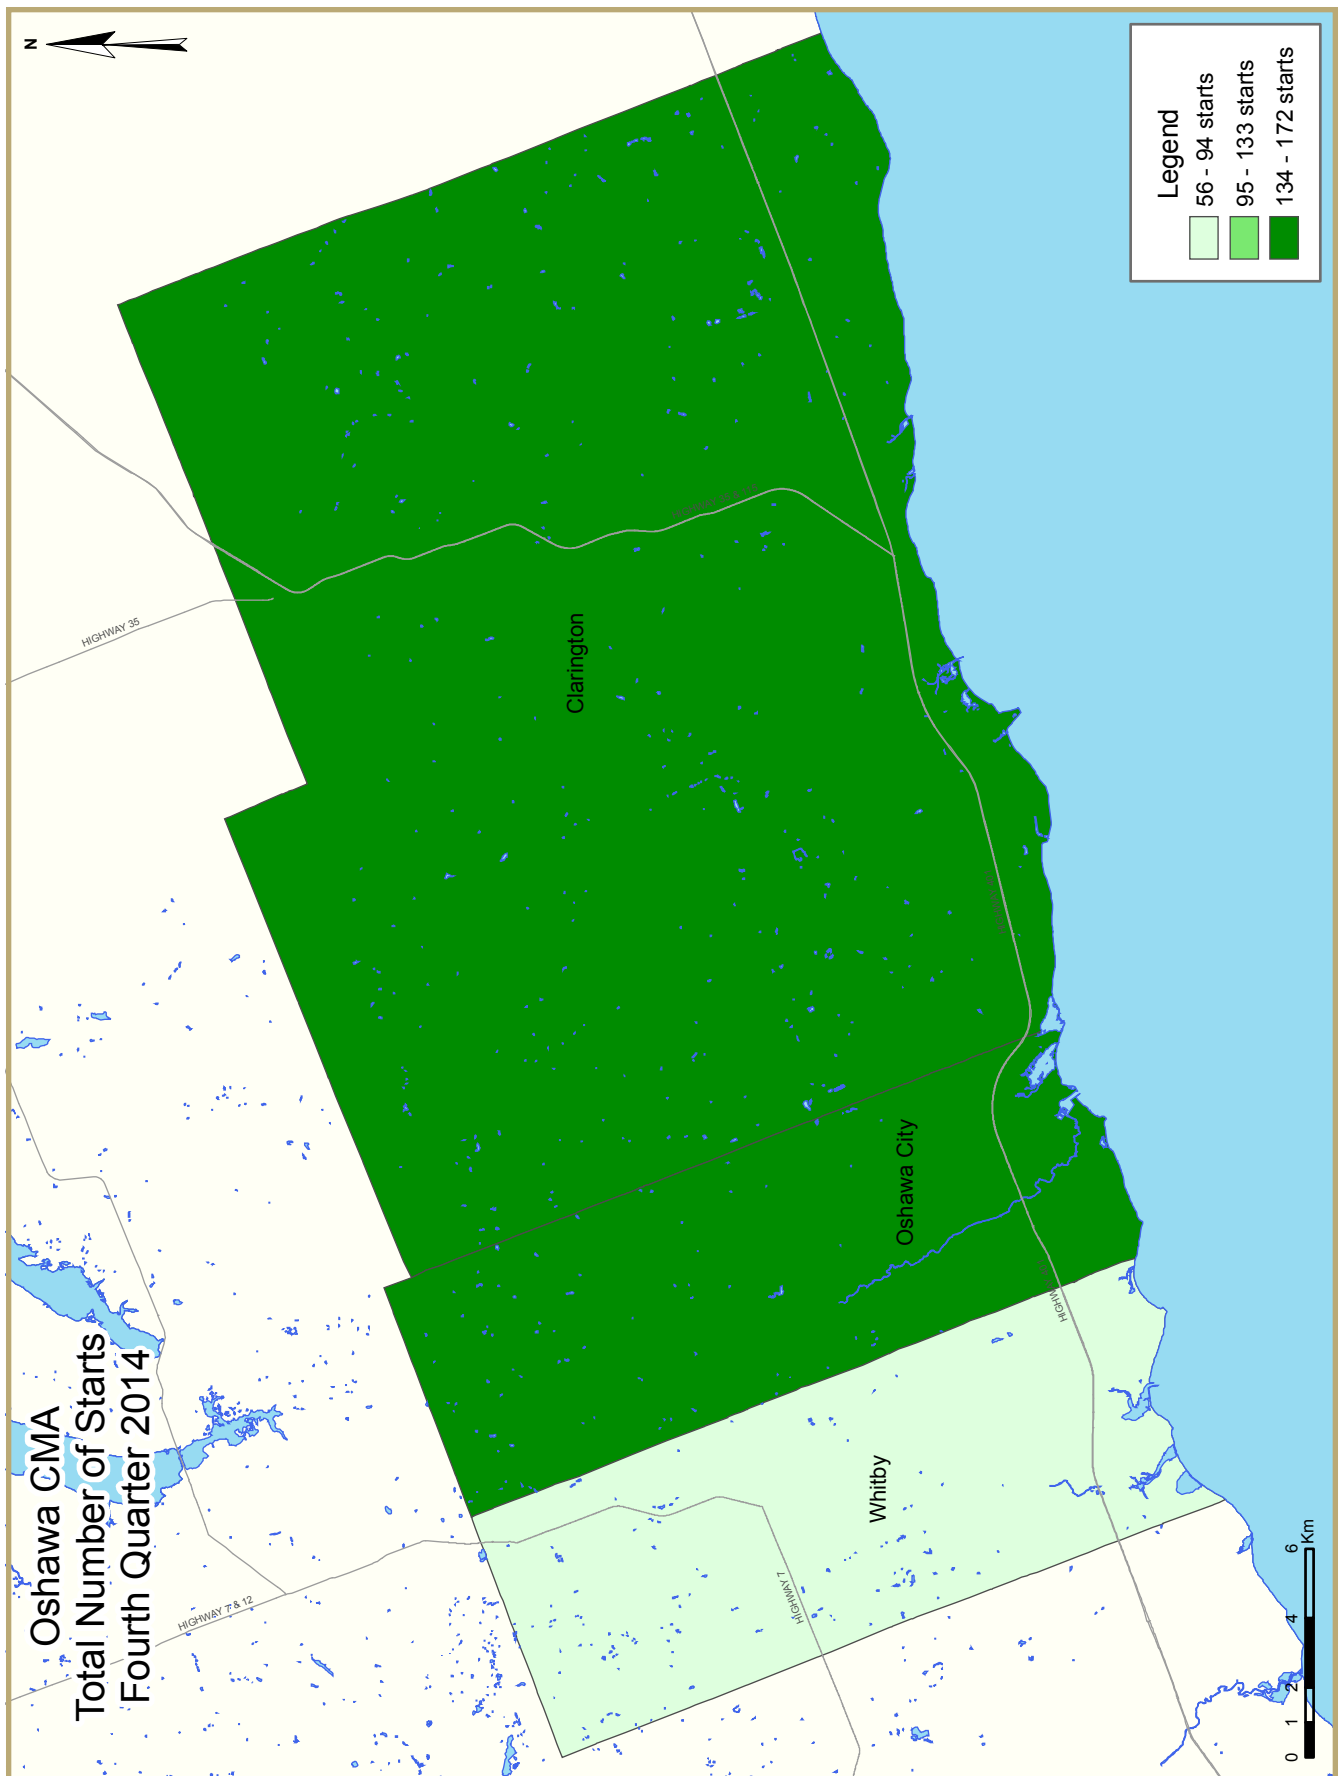 Oshawa CMA
Total Number of Starts
Fourth Quarter 2014
N
HIGHWAY 35
HIGHWAY 7 & 12
HIGHWAY 7
Clarington
Oshawa City
Whitby
Legend
56 - 94 starts
95 - 133 starts
134 - 172 starts
0 1 2 4 6
Km